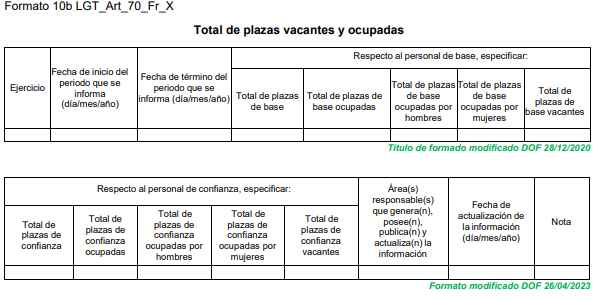 Formato 10b LGT_Art_70_Fr_X
Total de plazas vacantes y ocupadas
Ejercicio
Fecha de inicio del
periodo que se
informa
(día/mes/año)
Fecha de término del
periodo que se
informa (día/mes/año)
Respecto al personal de base, especificar:
Total de plazas
de base
Total de plazas de
base ocupadas
Total de plazas
de base
ocupadas por
hombres
Total de plazas de
base ocupadas por
mujeres
Total de
plazas de
base vacantes
Título de formado modificado DOF 28/12/2020
Respecto al personal de confianza, especificar:
Total de
plazas de
confianza
Total de
plazas de
confianza
ocupadas
Total de
plazas de
confianza
ocupadas por
hombres
Total de
plazas de
confianza
ocupadas por
mujeres
Total de
plazas de
confianza
vacantes
Área(s)
responsable(s)
que genera(n),
posee(n),
publica(n) y
actualiza(n) la
información
Fecha de
actualización de
la información
(día/mes/año)
Nota
Formato modificado DOF 26/04/2023